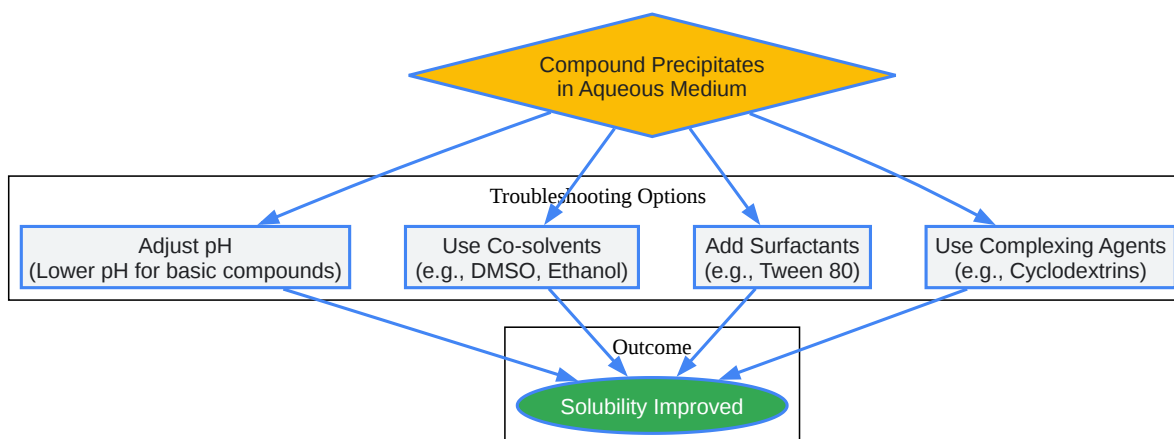 Compound Precipitates
in Aqueous Medium
Troubleshooting Options
Adjust pH
(Lower pH for basic compounds)
Use Co-solvents
(e.g., DMSO, Ethanol)
Add Surfactants
(e.g., Tween 80)
Use Complexing Agents
(e.g., Cyclodextrins)
Outcome
Solubility Improved